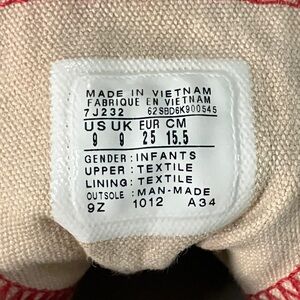 MADE IN VIETNAM
FABRIQUE EN VIETNAM
7J232 62SBD6K900545
US UK EUR CM
9 9 25 15.5
GENDER: INFANTS
UPPER: TEXTILE
LINING: TEXTILE
OUTSOLE: MAN-MADE
9Z 1012 A34